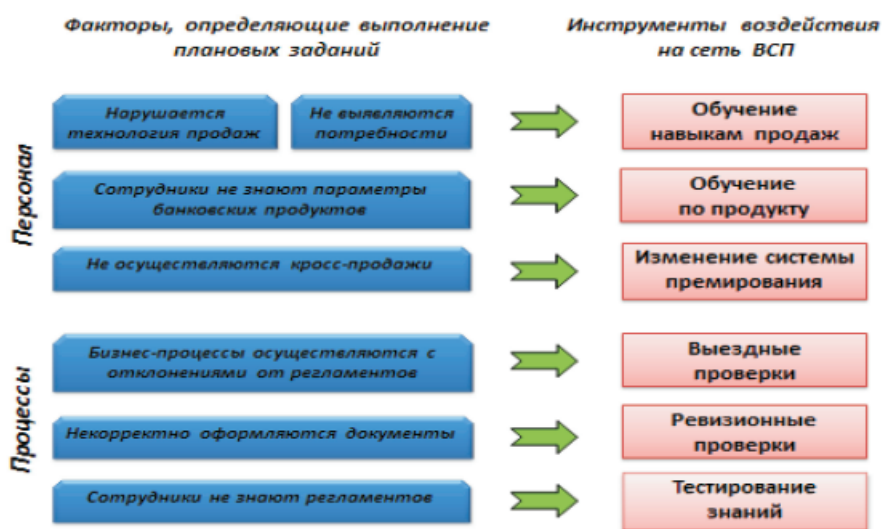 Факторы, определяющие выполнение
плановых заданий
Инструменты воздействия
на сеть ВСП
Персонал
Нарушается
технология продаж
Не выявляются
потребности
Обучение
навыкам продаж
Сотрудники не знают параметры
банковских продуктов
Обучение
по продукту
Не осуществляются кросс-продажи
Изменение системы
премирования
Процессы
Бизнес-процессы осуществляются с
отклонениями от регламентов
Выездные
проверки
Некорректно оформляются документы
Ревизионные
проверки
Сотрудники не знают регламентов
Тестирование
знаний